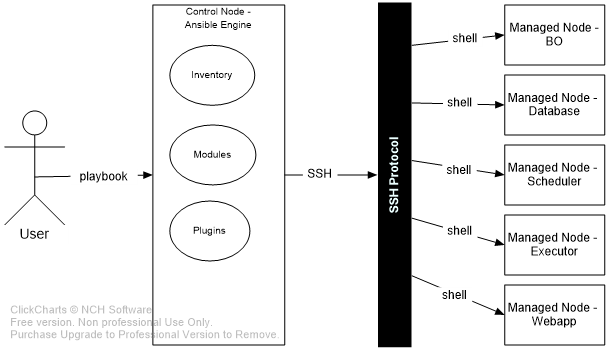 Control Node -
Ansible Engine
Inventory
Modules
Plugins
User
playbook
SSH
SSH Protocol
shell
shell
shell
shell
shell
Managed Node -
BO
Managed Node -
Database
Managed Node -
Scheduler
Managed Node -
Executor
Managed Node -
Webapp
ClickCharts © NCH Software
Free version. Non professional Use Only.
Purchase Upgrade to Professional Version to Remove.